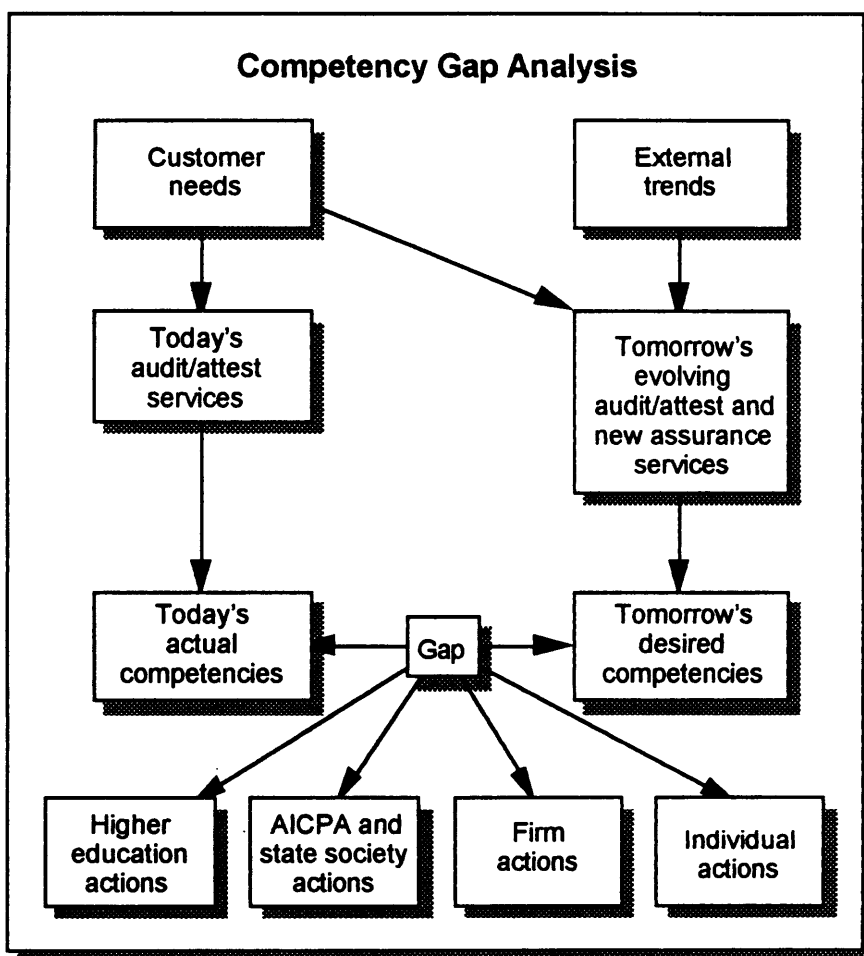 Competency Gap Analysis
Customer
needs
External
trends
Today's
audit/attest
services
Tomorrow's
evolving
audit/attest and
new assurance
services
Today's
actual
competencies
Gap
Tomorrow's
desired
competencies
Higher
education
actions
AICPA and
state society
actions
Firm
actions
Individual
actions